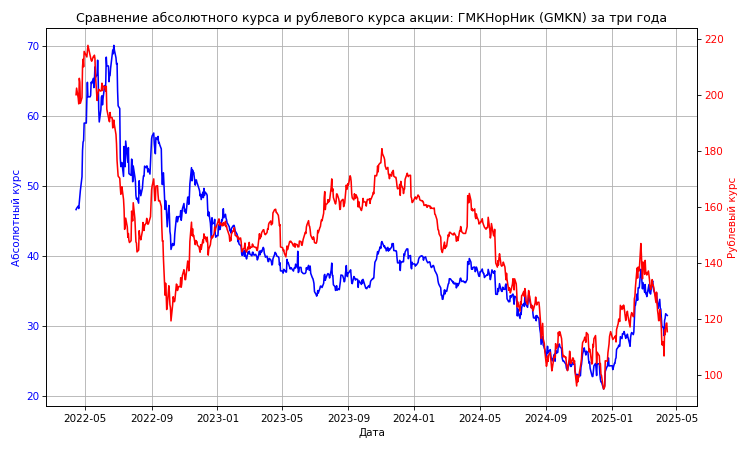 Сравнение абсолютного курса и рублевого курса акции: ГМКНорНик (GMKN) за три года
Абсолютный курс
70
60
50
40
30
20
220
200
180
160
140
120
100
Рублевый курс
2022-05 2022-09 2023-01 2023-05 2023-09 2024-01 2024-05 2024-09 2025-01 2025-05
Дата